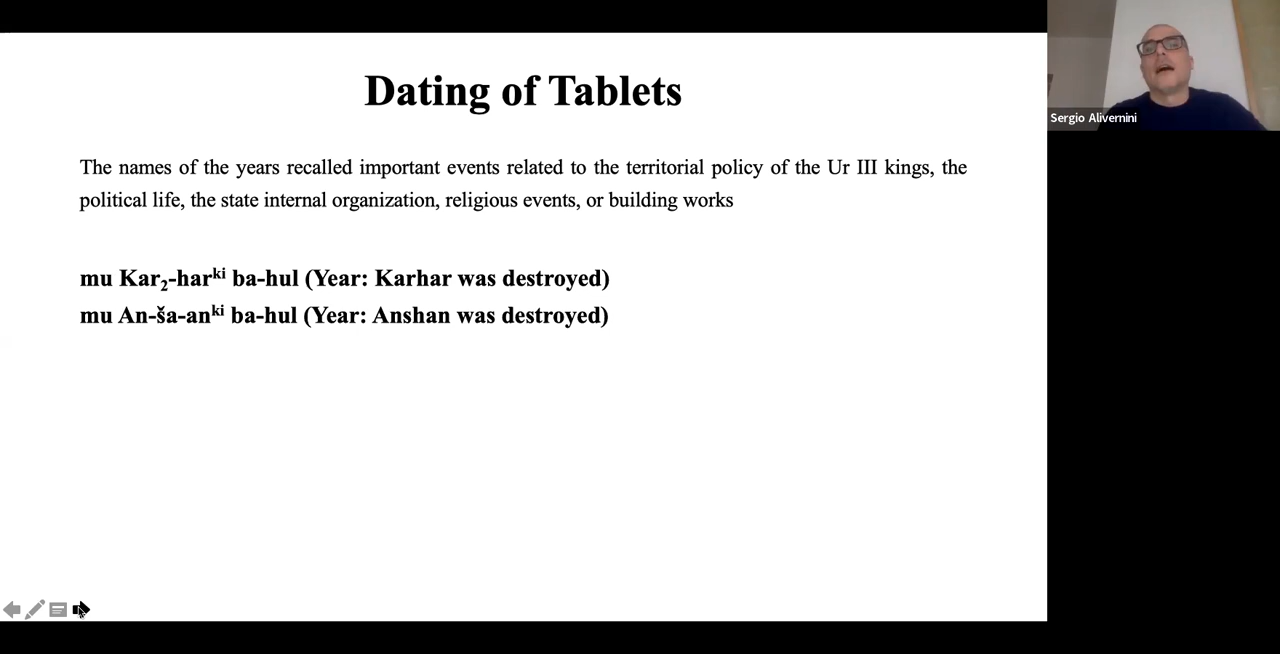 Dating of Tablets
The names of the years recalled important events related to the territorial policy of the Ur III kings, the
political life, the state internal organization, religious events, or building works
mu Kar₂-harᵏⁱ ba-hul (Year: Karhar was destroyed)
mu An-ša-anᵏⁱ ba-hul (Year: Anshan was destroyed)
Sergio Alivernini